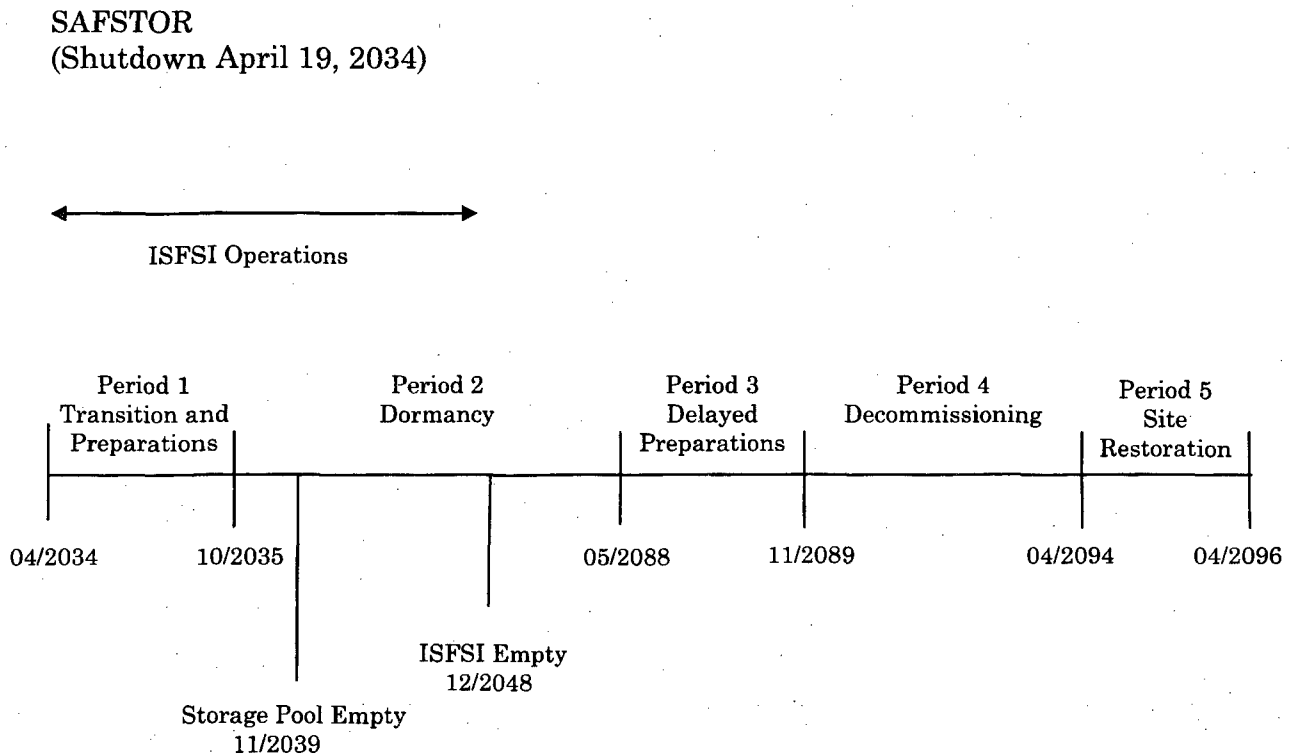 SAFSTOR
(Shutdown April 19, 2034)
ISFSI Operations
Period 1
Transition and
Preparations
Period 2
Dormancy
Period 3
Delayed
Preparations
Period 4
Decommissioning
Period 5
Site
Restoration
04/2034
10/2035
05/2088
11/2089
04/2094
04/2096
ISFSI Empty
12/2048
Storage Pool Empty
11/2039